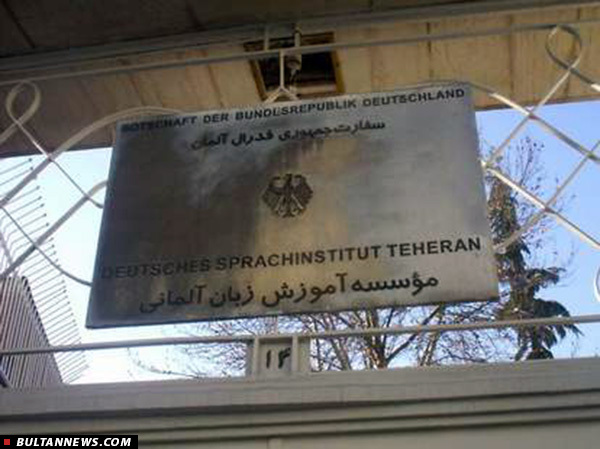 BOTSCHAFT DER BUNDESREPUBLIK DEUTSCHLAND
سفارت جمهوری فدرال آلمان
DEUTSCHES SPRACHINSTITUT TEHERAN
مؤسسه آموزش زبان آلمانی
۱۴
BULTANNEWS.COM